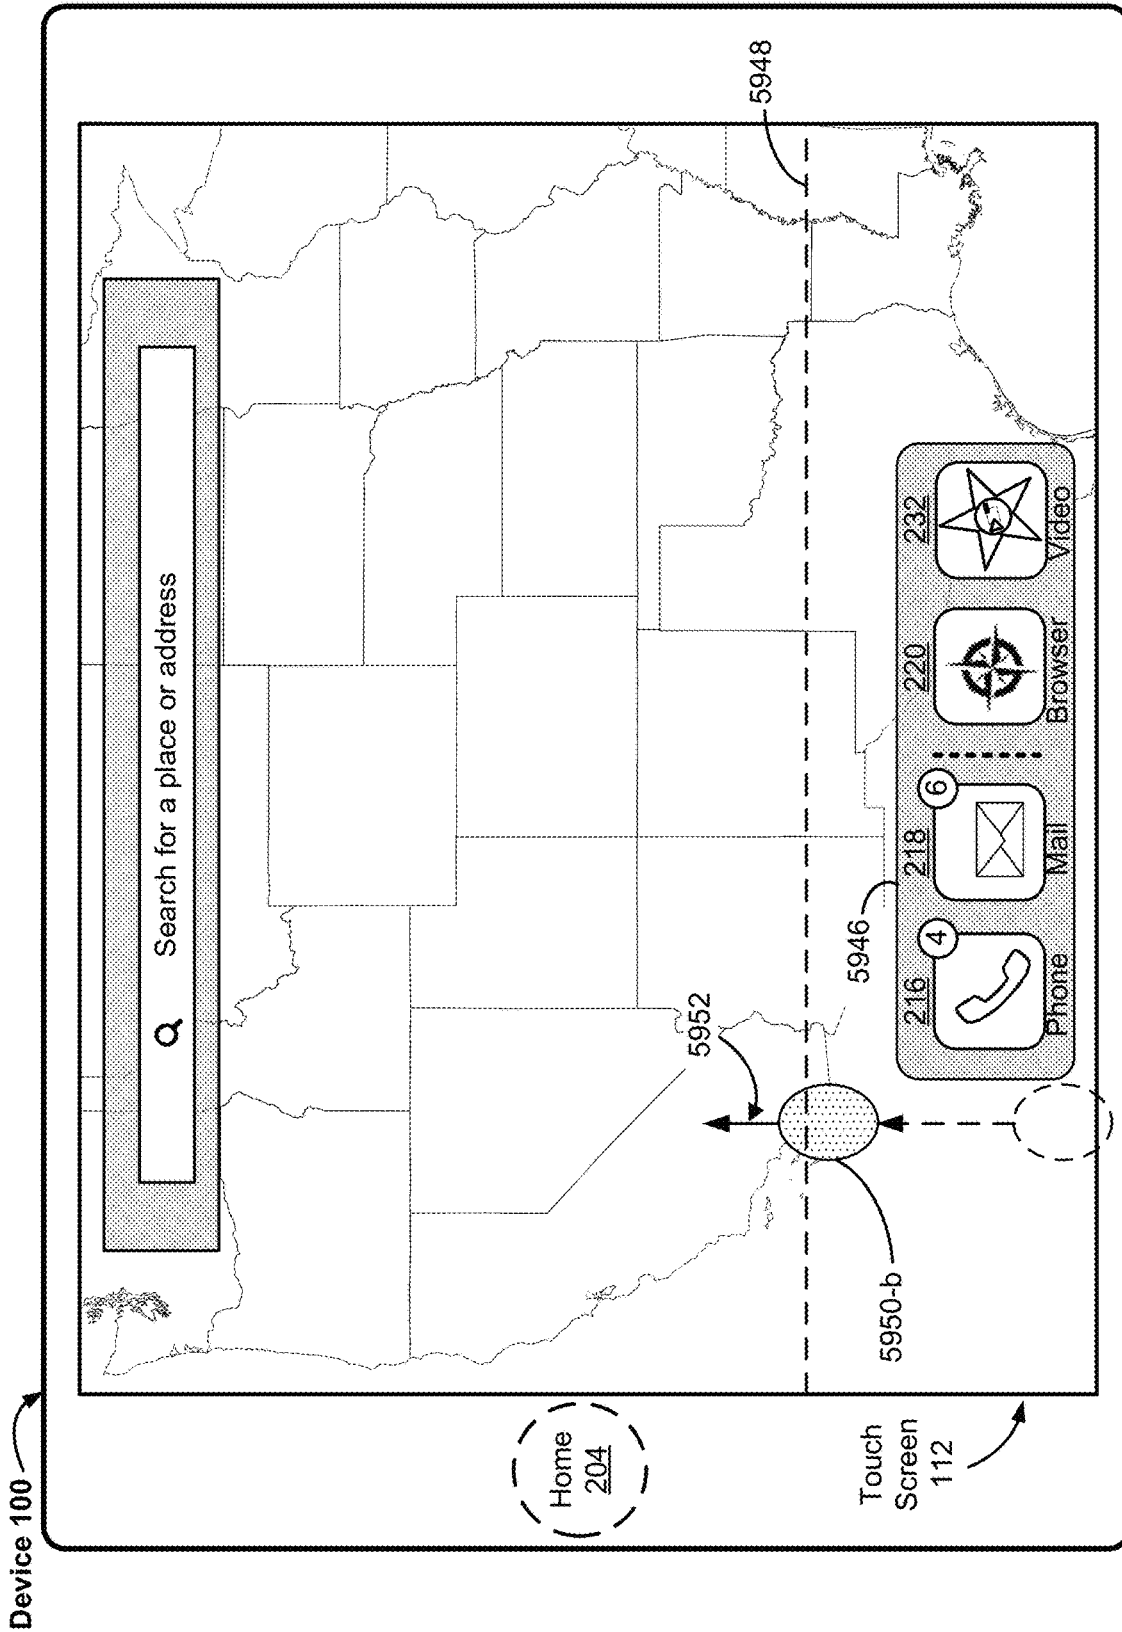 Device 100
Search for a place or address
5948
Home
204
5952
5946
5950-b
Touch
Screen
112
216
4
Phone
218
6
Mail
220
Browser
232
Video